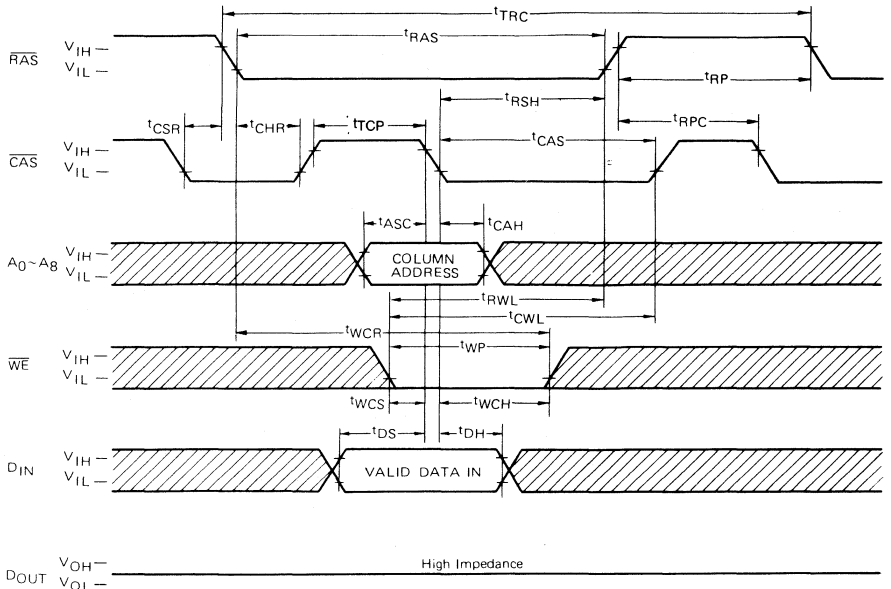 tTRC
tRAS
RAS
VIH
VIL
tRP
tRSH
tCSR
tCHR
tTCP
tRPC
tCAS
CAS
VIH
VIL
tASC
tCAH
A0~A8
VIH
VIL
COLUMN
ADDRESS
tRWL
tCWL
tWCR
tWP
WE
VIH
VIL
tWCS
tWCH
tDS
tDH
DIN
VIH
VIL
VALID DATA IN
High Impedance
DOUT
VOH
VOL